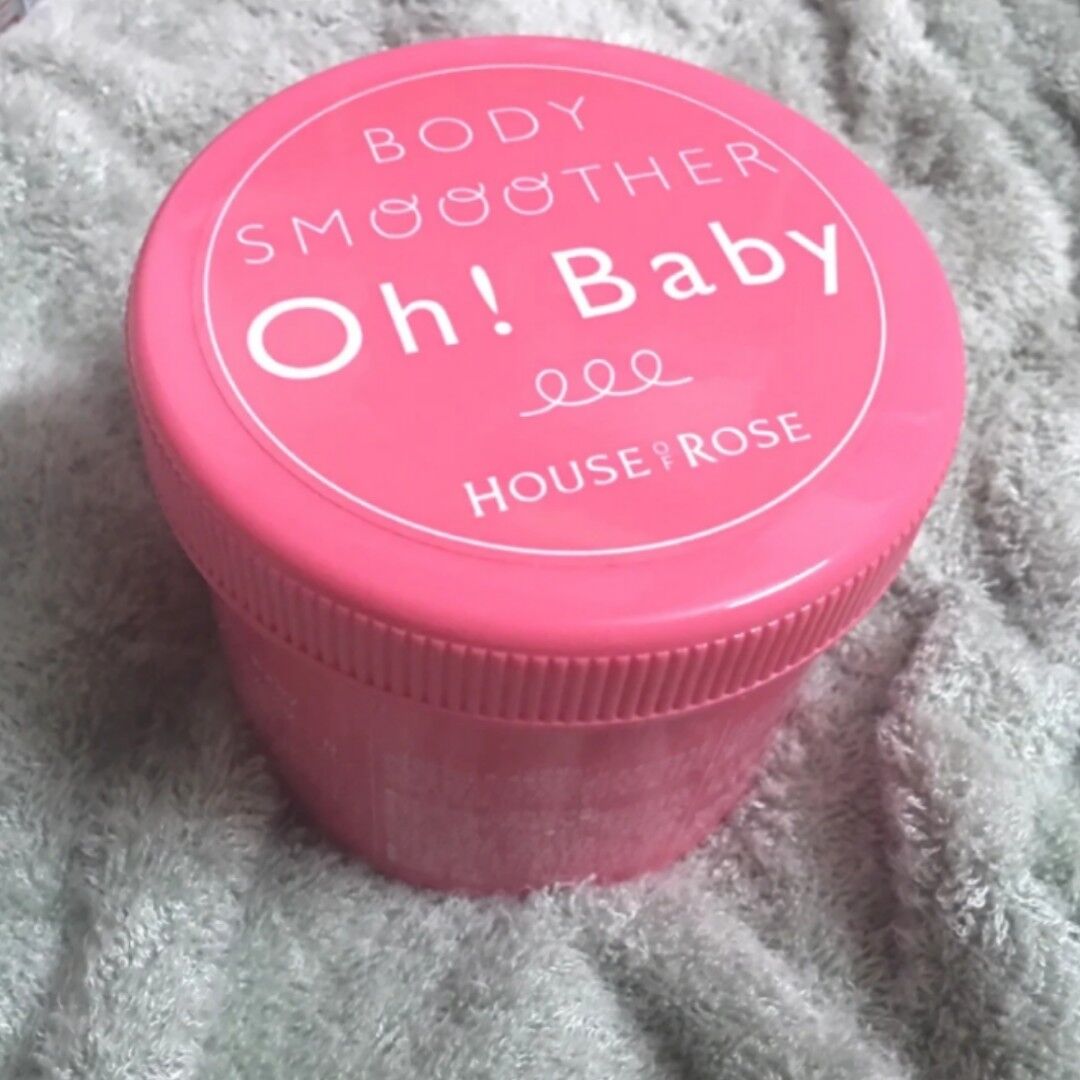 BODY
SMOOOTHER
Oh! Baby
HOUSE OF ROSE